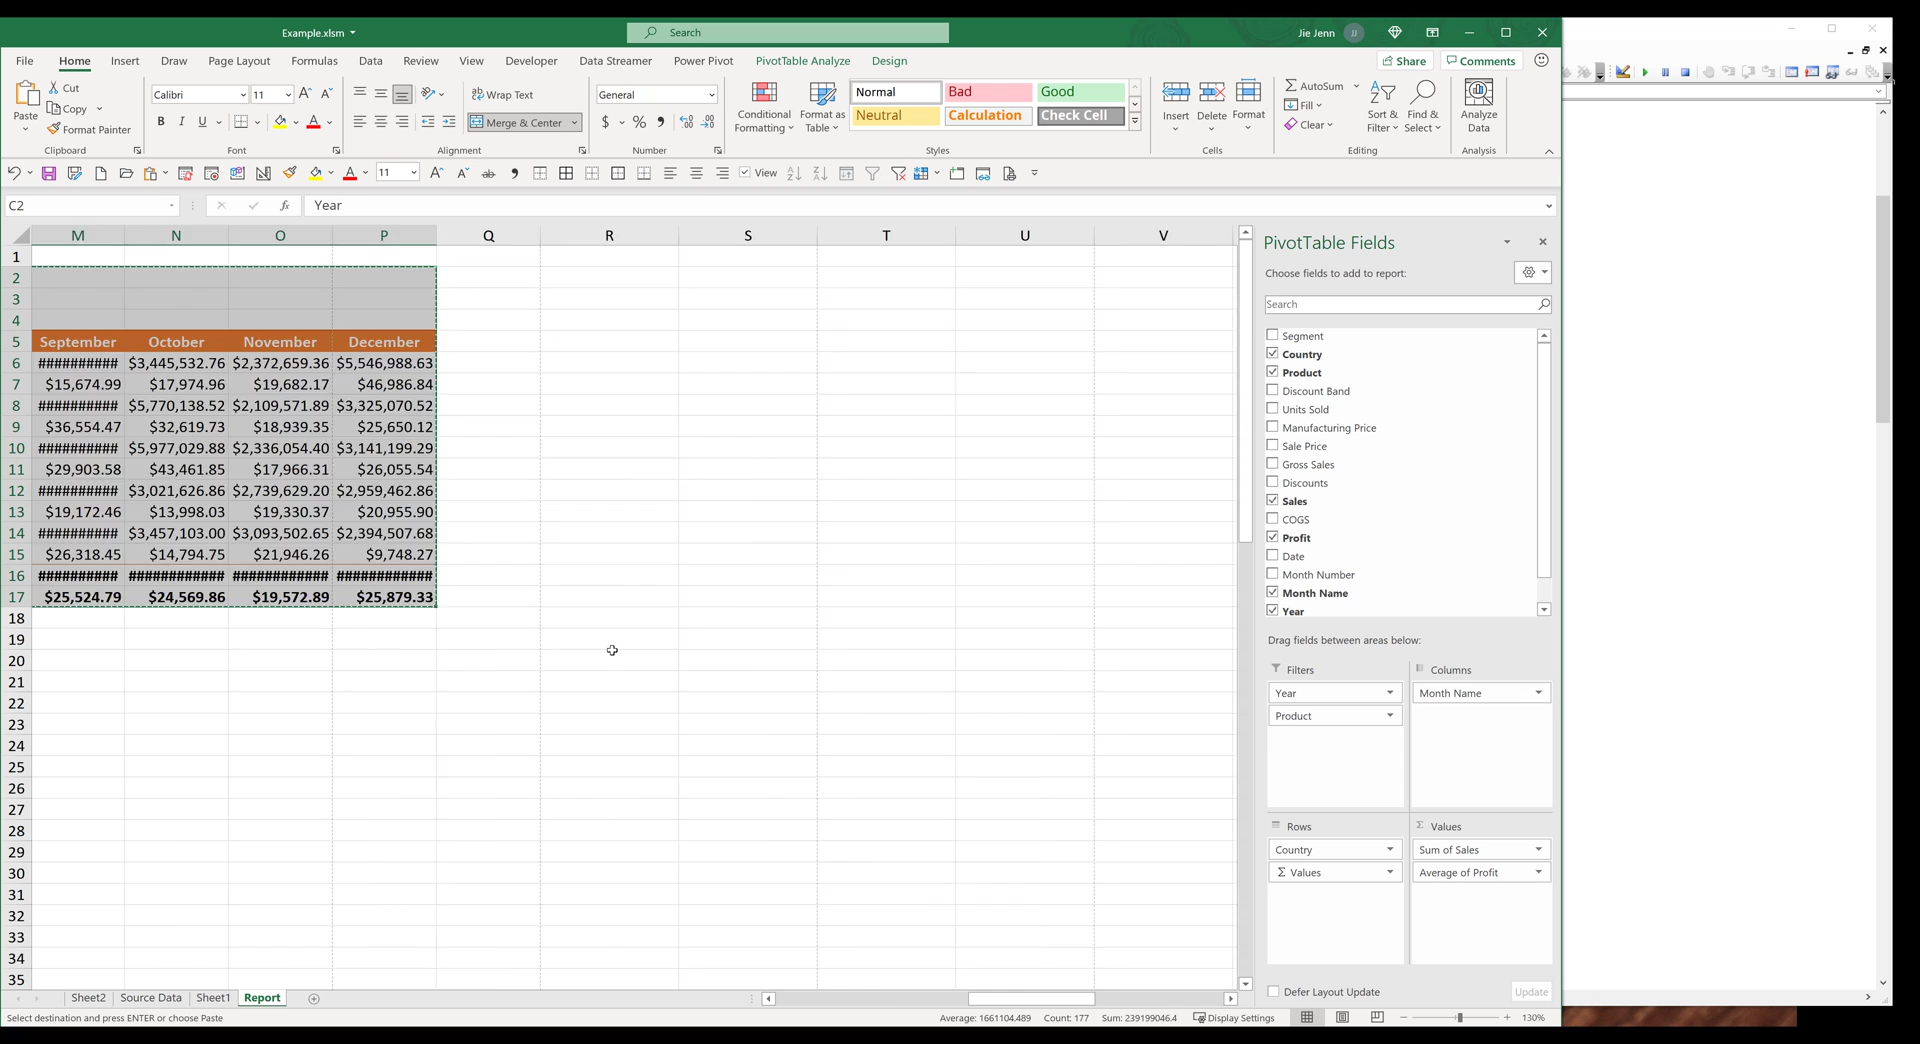 Example.xlsm
Search
Jie Jenn
JJ
File Home Insert Draw Page Layout Formulas Data Review View Developer Data Streamer Power Pivot PivotTable Analyze Design
Share
Comments
Cut
Copy
Format Painter
Paste
Calibri 11
Wrap Text
Merge & Center
General
Conditional Formatting
Format as Table
Normal Bad Good
Neutral Calculation Check Cell
Insert Delete Format
AutoSum
Fill
Clear
Sort & Filter
Find & Select
Analyze Data
Clipboard Font Alignment Number Styles Cells Editing Analysis
11
View
C2
fx Year
M N O P Q R S T U V
1
2
3
4
5 September October November December
6 ########## $3,445,532.76 $2,372,659.36 $5,546,988.63
7 $15,674.99 $17,974.96 $19,682.17 $46,986.84
8 ########## $5,770,138.52 $2,109,571.89 $3,325,070.52
9 $36,554.47 $32,619.73 $18,939.35 $25,650.12
10 ########## $5,977,029.88 $2,336,054.40 $3,141,199.29
11 $29,903.58 $43,461.85 $17,966.31 $26,055.54
12 ########## $3,021,626.86 $2,739,629.20 $2,959,462.86
13 $19,172.46 $13,998.03 $19,330.37 $20,955.90
14 ########## $3,457,103.00 $3,093,502.65 $2,394,507.68
15 $26,318.45 $14,794.75 $21,946.26 $9,748.27
16 ########## ############ ############ ############
17 $25,524.79 $24,569.86 $19,572.89 $25,879.33
18
19
20
21
22
23
24
25
26
27
28
29
30
31
32
33
34
35
PivotTable Fields
Choose fields to add to report:
Search
Segment
Country
Product
Discount Band
Units Sold
Manufacturing Price
Sale Price
Gross Sales
Discounts
Sales
COGS
Profit
Date
Month Number
Month Name
Year
Drag fields between areas below:
Filters
Year
Product
Columns
Month Name
Rows
Country
Σ Values
Σ Values
Sum of Sales
Average of Profit
Defer Layout Update
Update
Sheet2 Source Data Sheet1 Report
Select destination and press ENTER or choose Paste
Average: 1661104.489 Count: 177 Sum: 239199046.4 Display Settings 130%